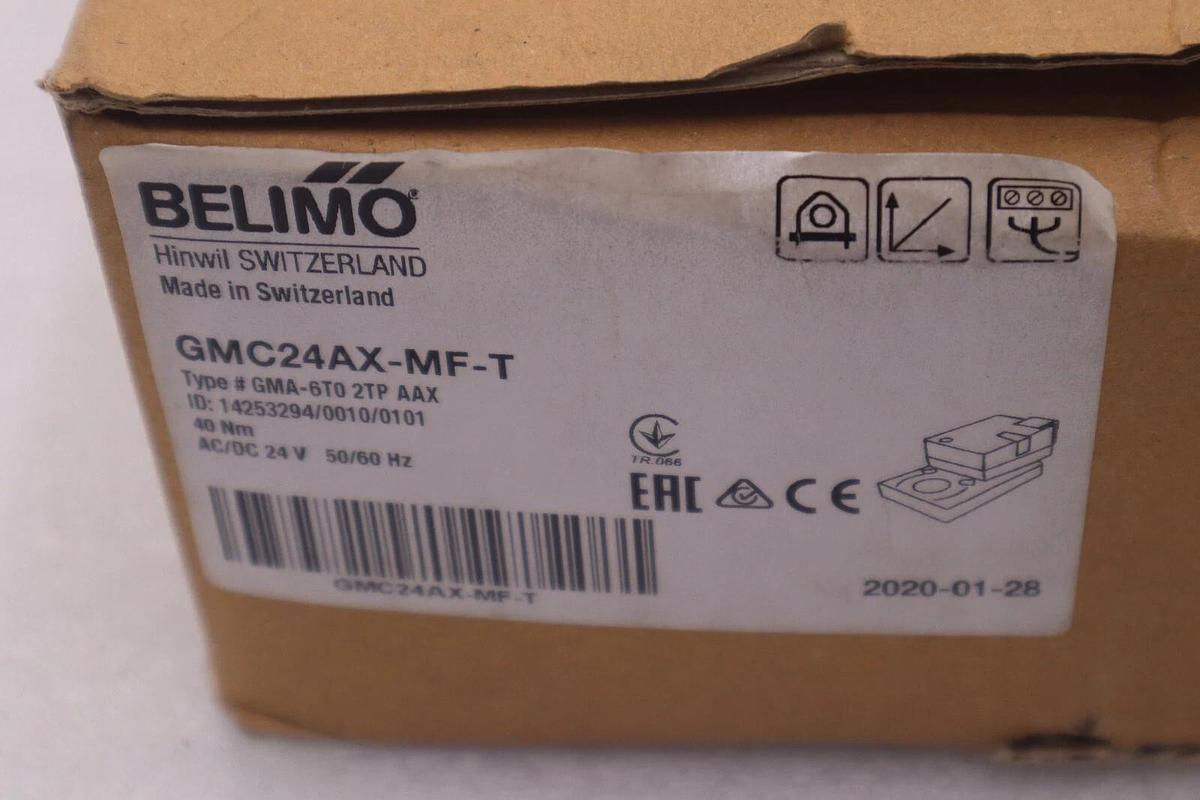 BELIMO®
Hinwil SWITZERLAND
Made in Switzerland
GMC24AX-MF-T
Type # GMA-6T0 2TP AAX
ID: 14253294/0010/0101
40 Nm
AC/DC 24 V 50/60 Hz
GMC24AX-MF-T
TR.066
EAC CE
2020-01-28